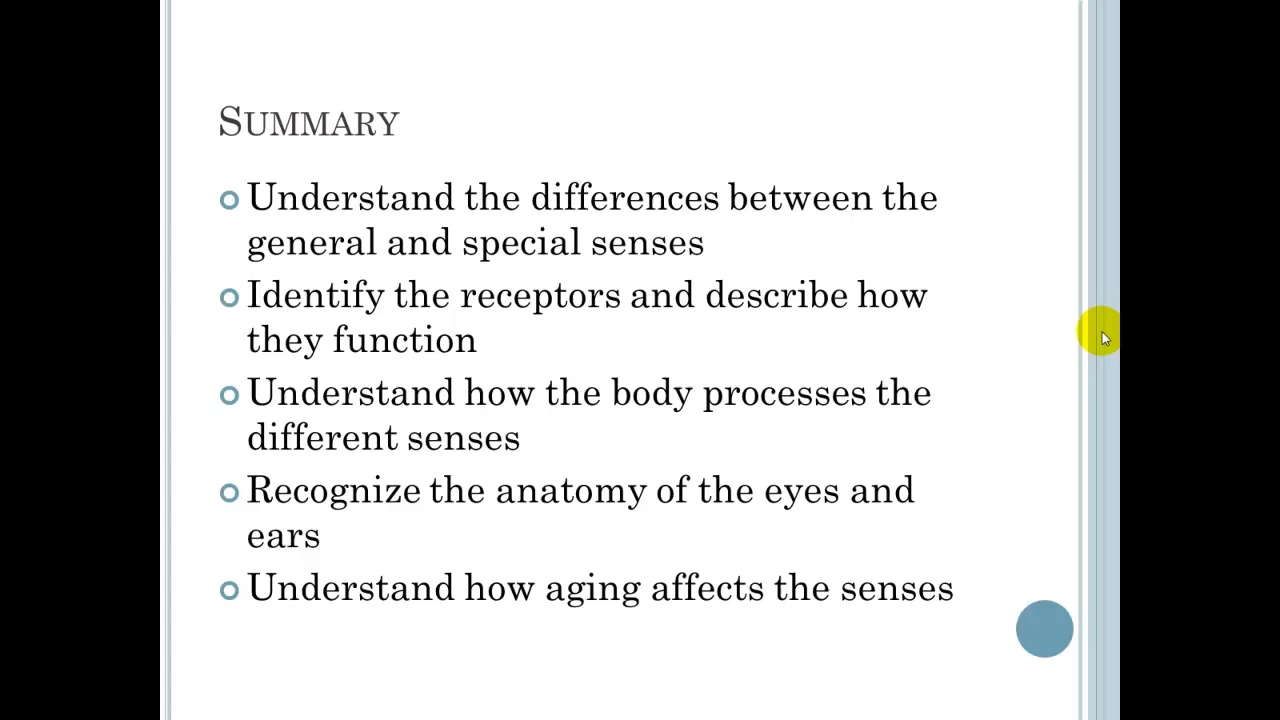 Summary
Understand the differences between the
general and special senses
Identify the receptors and describe how
they function
Understand how the body processes the
different senses
Recognize the anatomy of the eyes and
ears
Understand how aging affects the senses